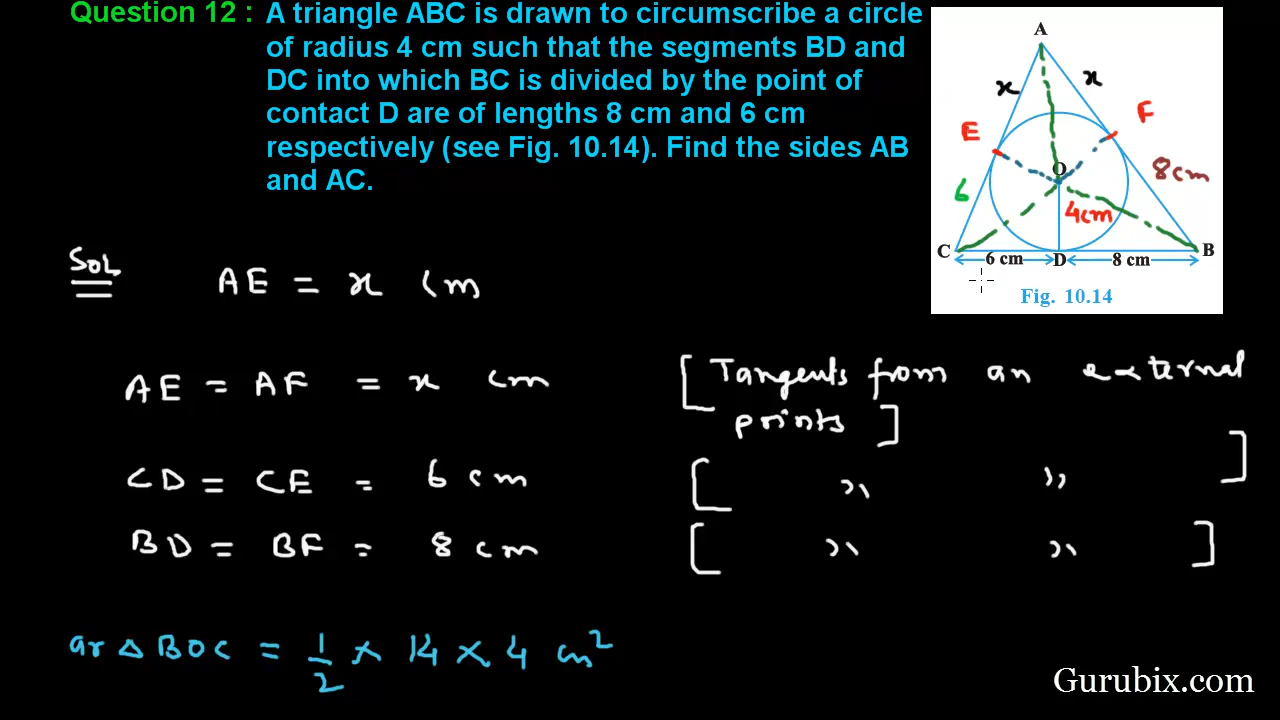 Question 12 : A triangle ABC is drawn to circumscribe a circle
of radius 4 cm such that the segments BD and
DC into which BC is divided by the point of
contact D are of lengths 8 cm and 6 cm
respectively (see Fig. 10.14). Find the sides AB
and AC.
A
x
x
E
F
O
6
8cm
4cm
C
6 cm
D
8 cm
B
Fig. 10.14
Sol
AE = x cm
AE = AF = x cm [Tangents from an external
points]
CD = CE = 6 cm [ " " ]
BD = BF = 8 cm [ " " ]
ar △ BOC = 1/2 × 14 × 4 cm²
Gurubix.com